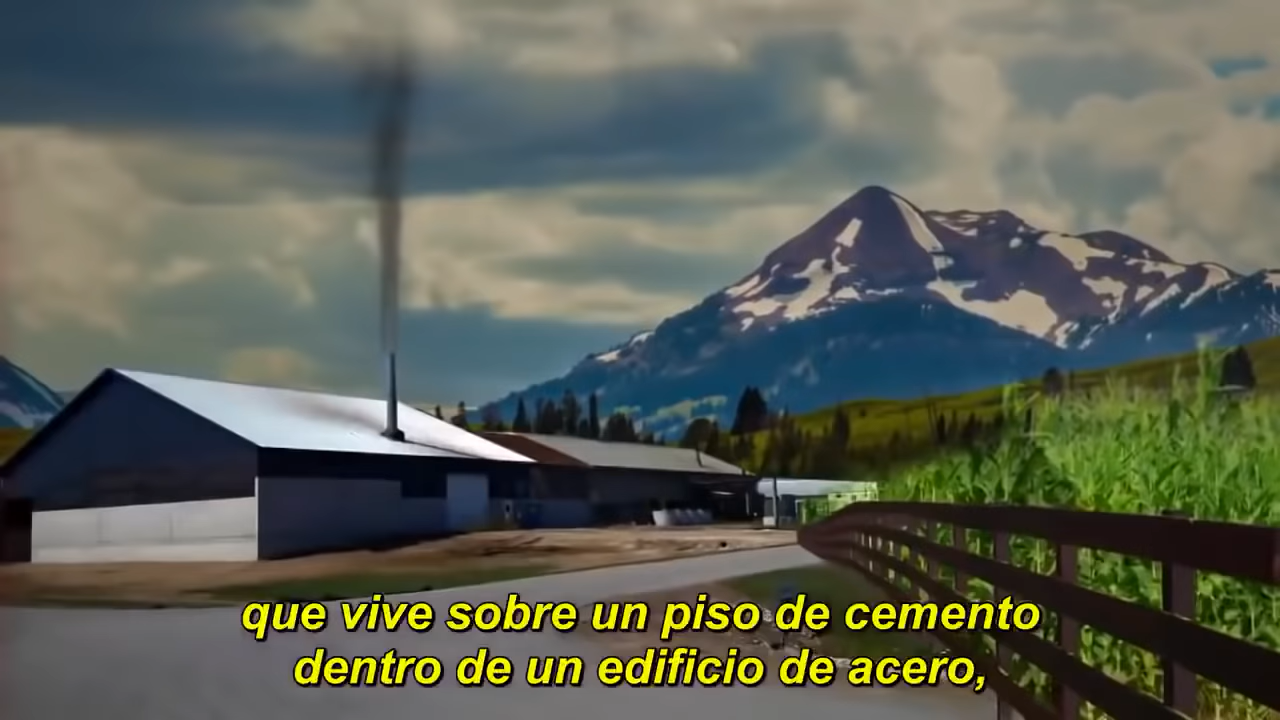 que vive sobre un piso de cemento
dentro de un edificio de acero,